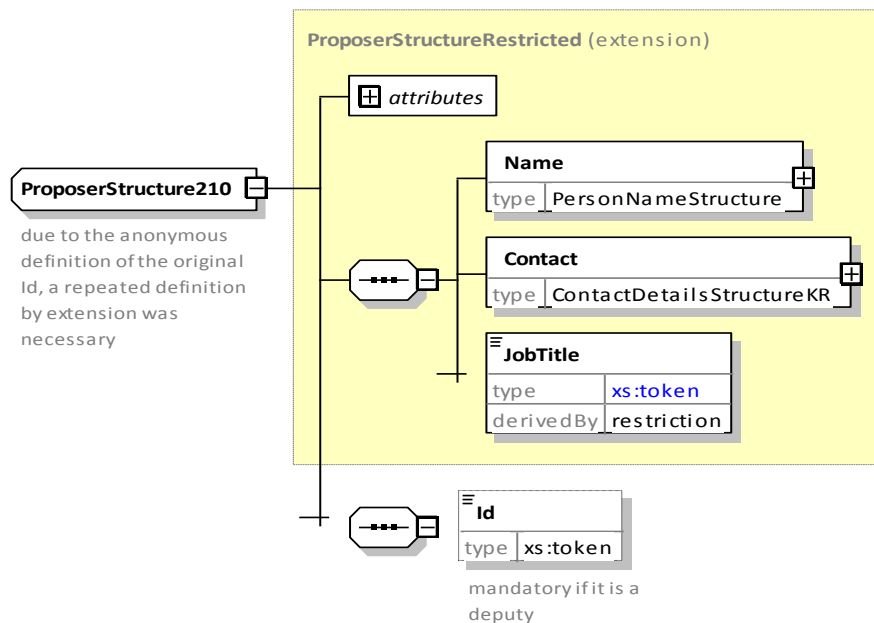 ProposerStructureRestricted (extension)
attributes
Name
type PersonNameStructure
ProposerStructure210
due to the anonymous
definition of the original
Id, a repeated definition
by extension was
necessary
Contact
type ContactDetailsStructureKR
JobTitle
type xs:token
derivedBy restriction
Id
type xs:token
mandatory if it is a
deputy